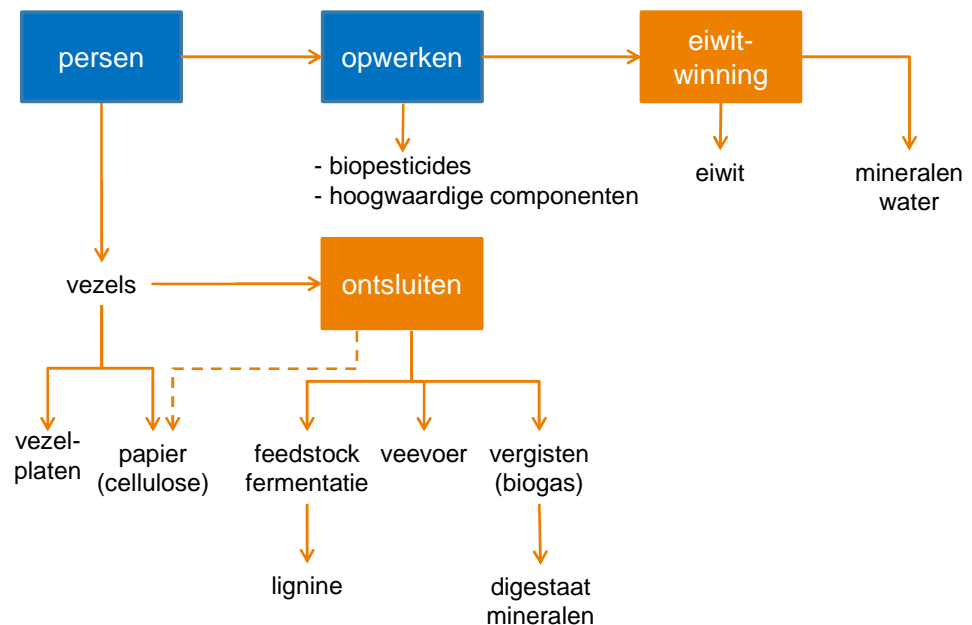 persen
opwerken
eiwit-
winning
- biopesticides
- hoogwaardige componenten
eiwit
mineralen
water
vezels
ontsluiten
vezel-
platen
papier
(cellulose)
feedstock
fermentatie
veevoer
vergisten
(biogas)
lignine
digestaat
mineralen